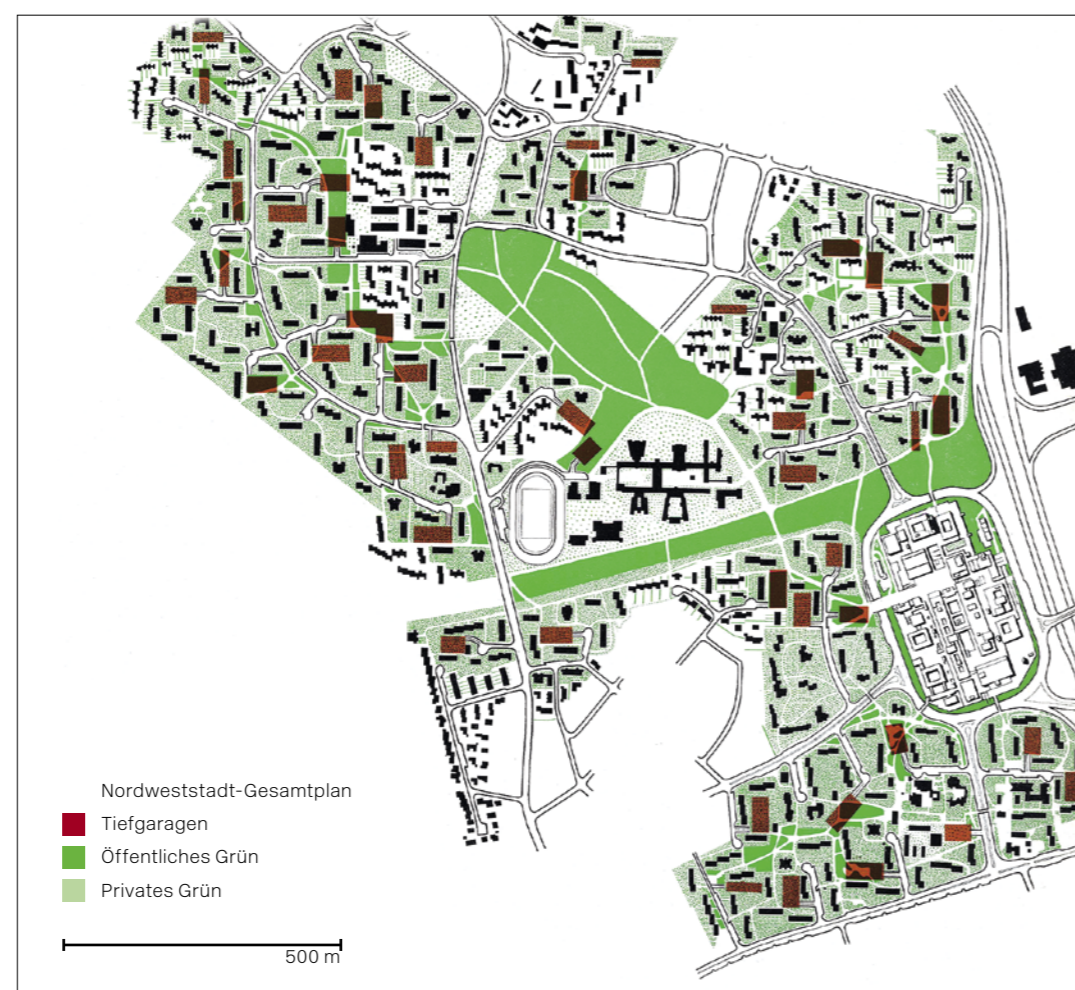 Nordweststadt-Gesamtplan
Tiefgaragen
Öffentliches Grün
Privates Grün
500 m